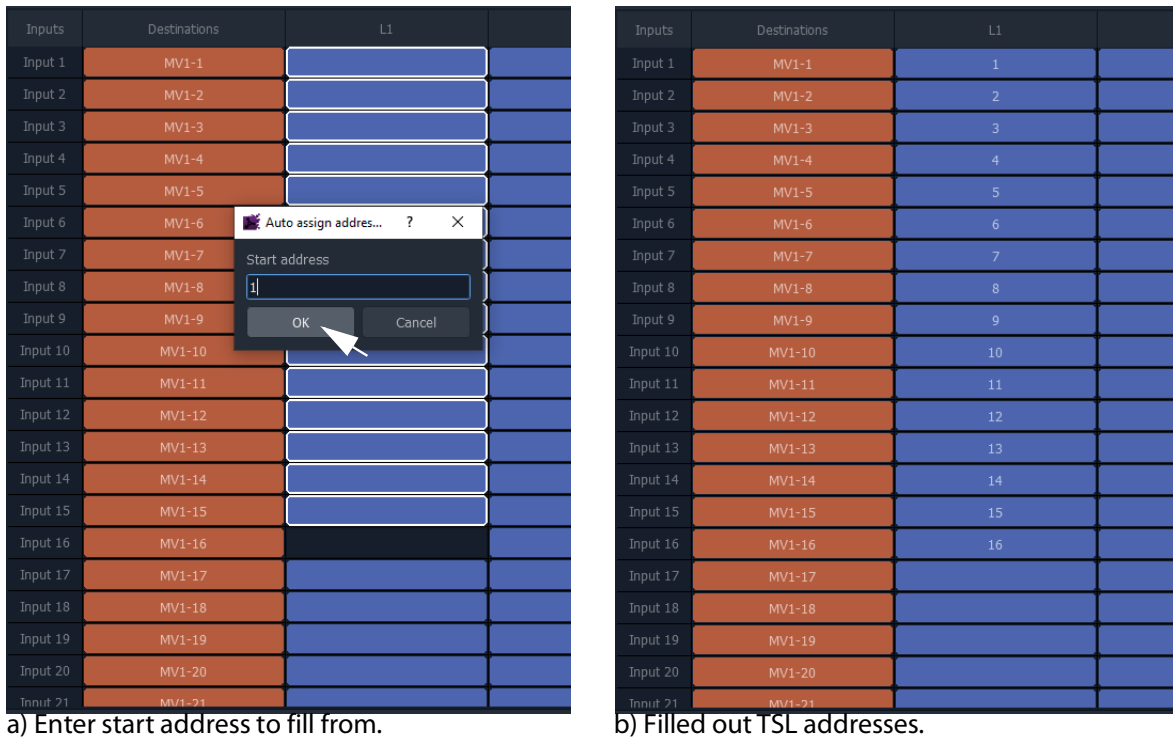 Inputs Destinations L1
Input 1 MV1-1
Input 2 MV1-2
Input 3 MV1-3
Input 4 MV1-4
Input 5 MV1-5
Input 6 MV1-6
Input 7 MV1-7
Input 8 MV1-8
Input 9 MV1-9
Input 10 MV1-10
Input 11 MV1-11
Input 12 MV1-12
Input 13 MV1-13
Input 14 MV1-14
Input 15 MV1-15
Input 16 MV1-16
Input 17 MV1-17
Input 18 MV1-18
Input 19 MV1-19
Input 20 MV1-20
Input 21 MV1-21
Auto assign addres... ?
Start address
1
OK Cancel
a) Enter start address to fill from.
Inputs Destinations L1
Input 1 MV1-1 1
Input 2 MV1-2 2
Input 3 MV1-3 3
Input 4 MV1-4 4
Input 5 MV1-5 5
Input 6 MV1-6 6
Input 7 MV1-7 7
Input 8 MV1-8 8
Input 9 MV1-9 9
Input 10 MV1-10 10
Input 11 MV1-11 11
Input 12 MV1-12 12
Input 13 MV1-13 13
Input 14 MV1-14 14
Input 15 MV1-15 15
Input 16 MV1-16 16
Input 17 MV1-17
Input 18 MV1-18
Input 19 MV1-19
Input 20 MV1-20
Input 21 MV1-21
b) Filled out TSL addresses.